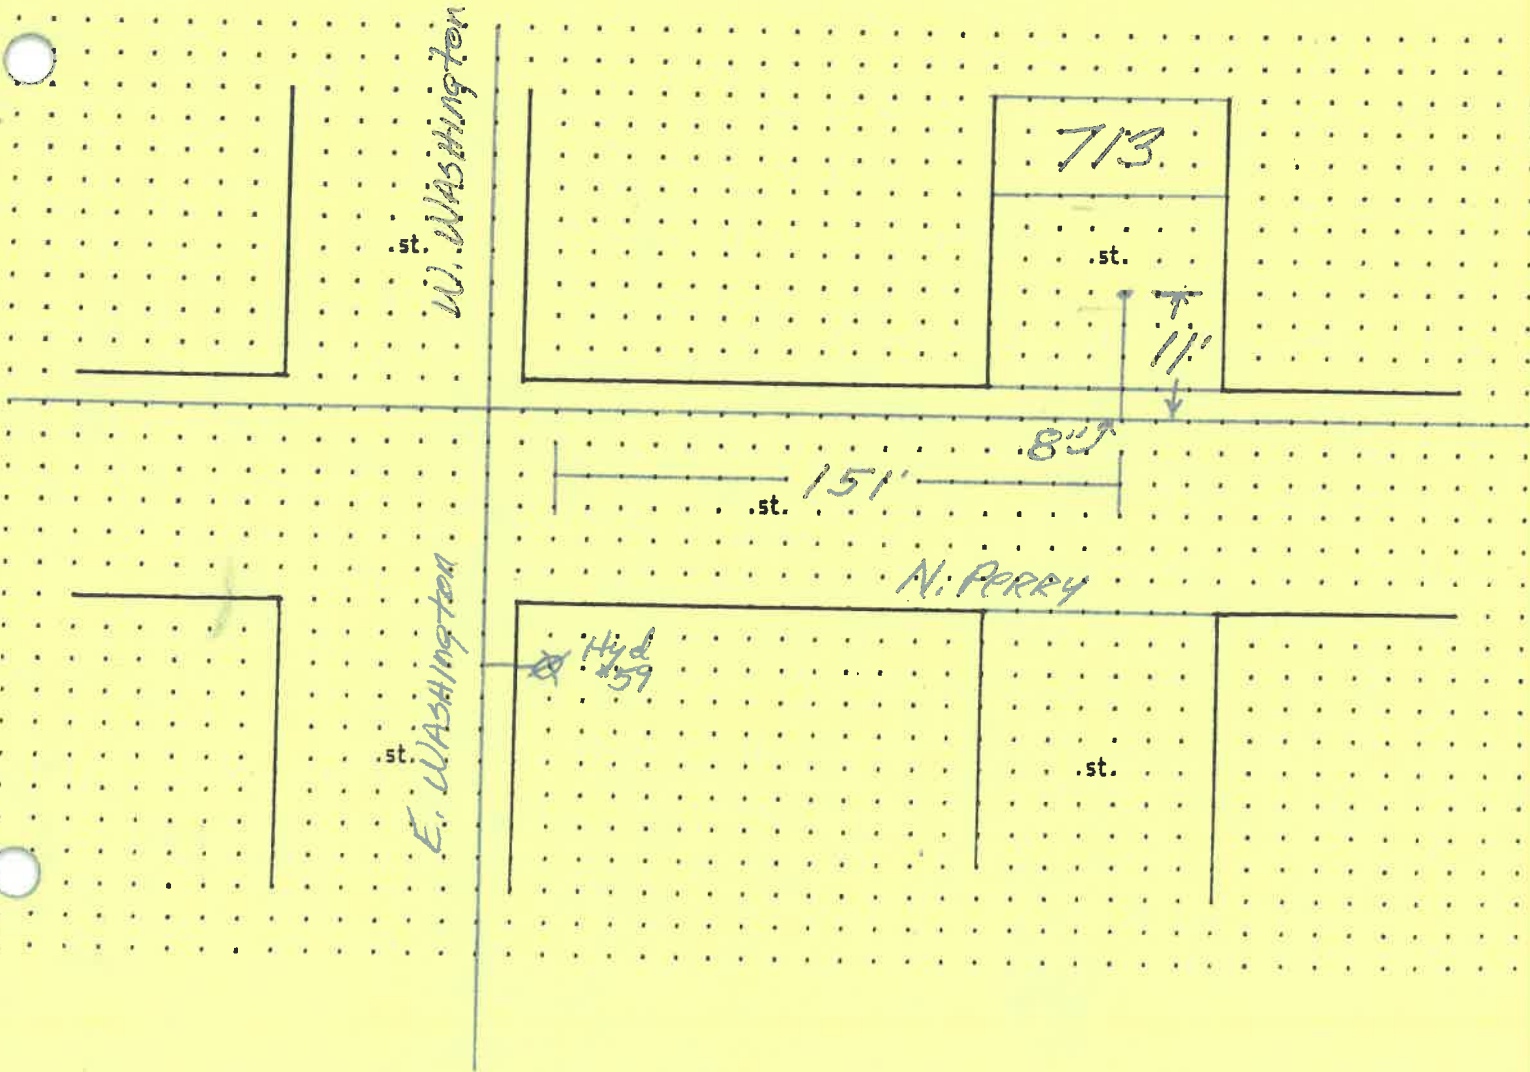 W. WASHINGTON
713
.st.
.st.
11'
8"
151'
.st.
N. PERRY
E. WASHINGTON
Hyd
#59
.st.
.st.